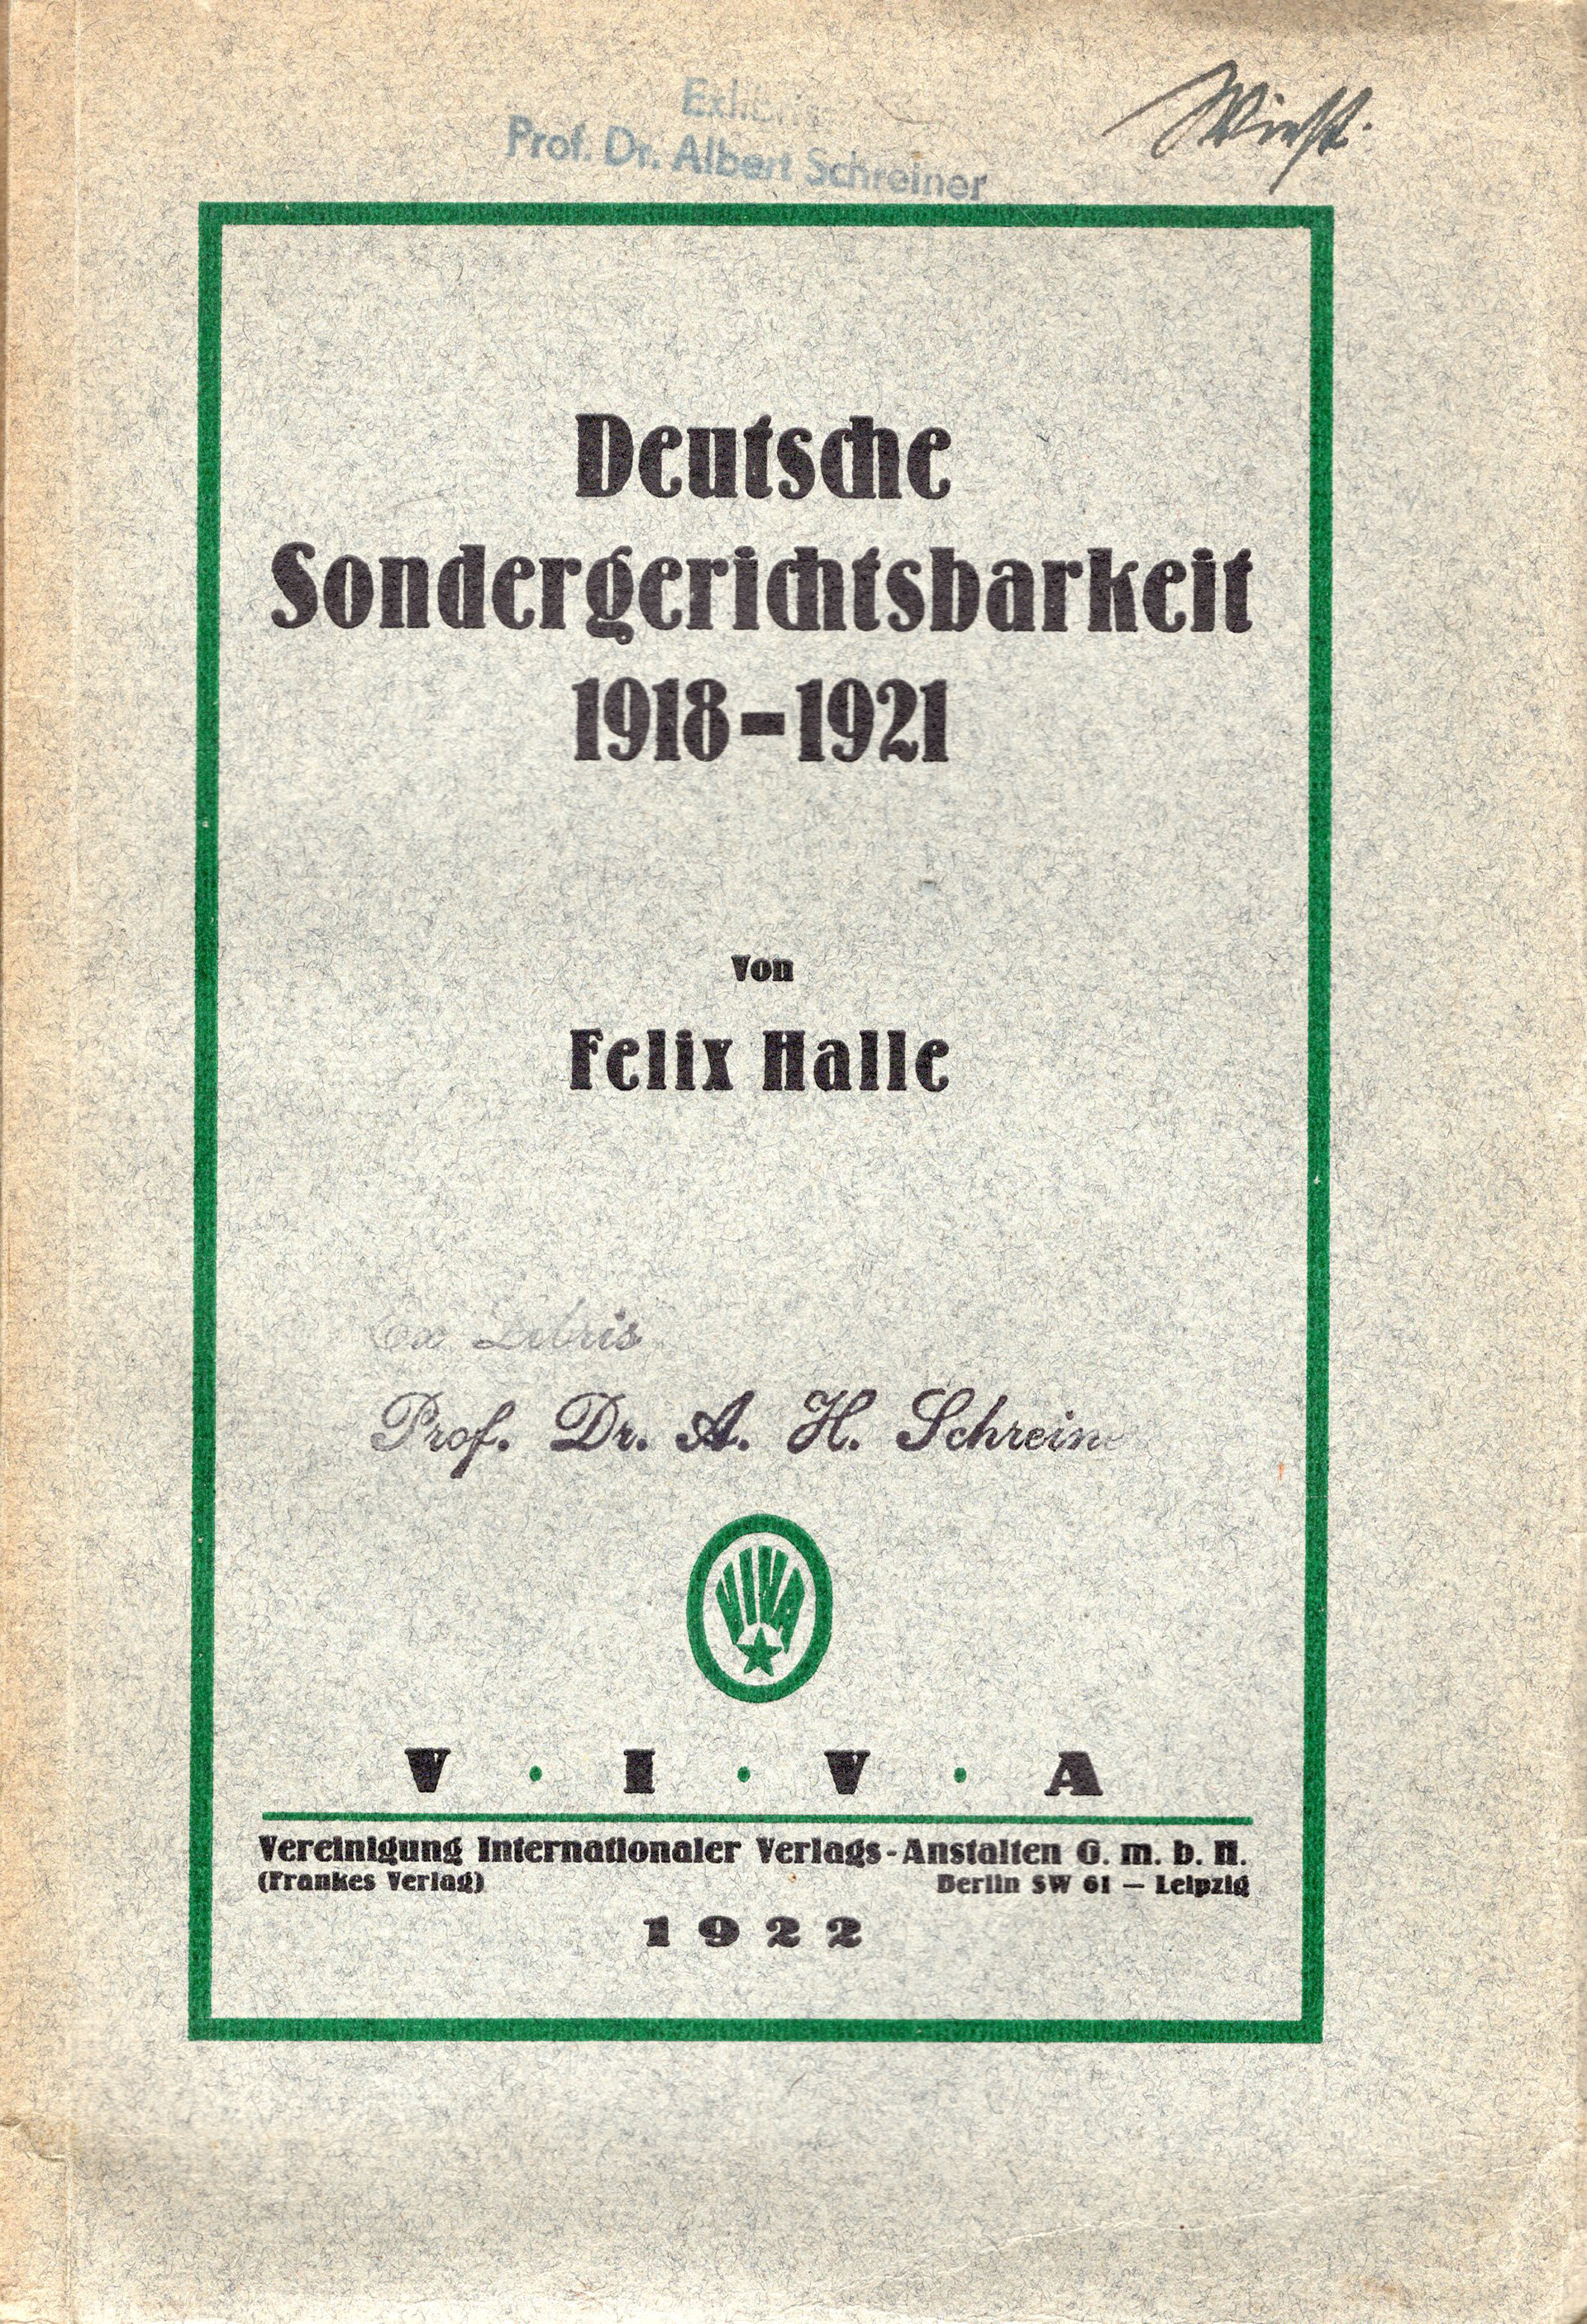 Exlibris
Prof. Dr. Albert Schreiner
Deutsche
Sondergerichtsbarkeit
1918-1921
Von
Felix Halle
Ex Libris
Prof. Dr. A. H. Schreine
VIVA
V · I · V · A
Vereinigung Internationaler Verlags-Anstalten G. m. b. H.
(Frankes Verlag) Berlin SW 61 — Leipzig
1922